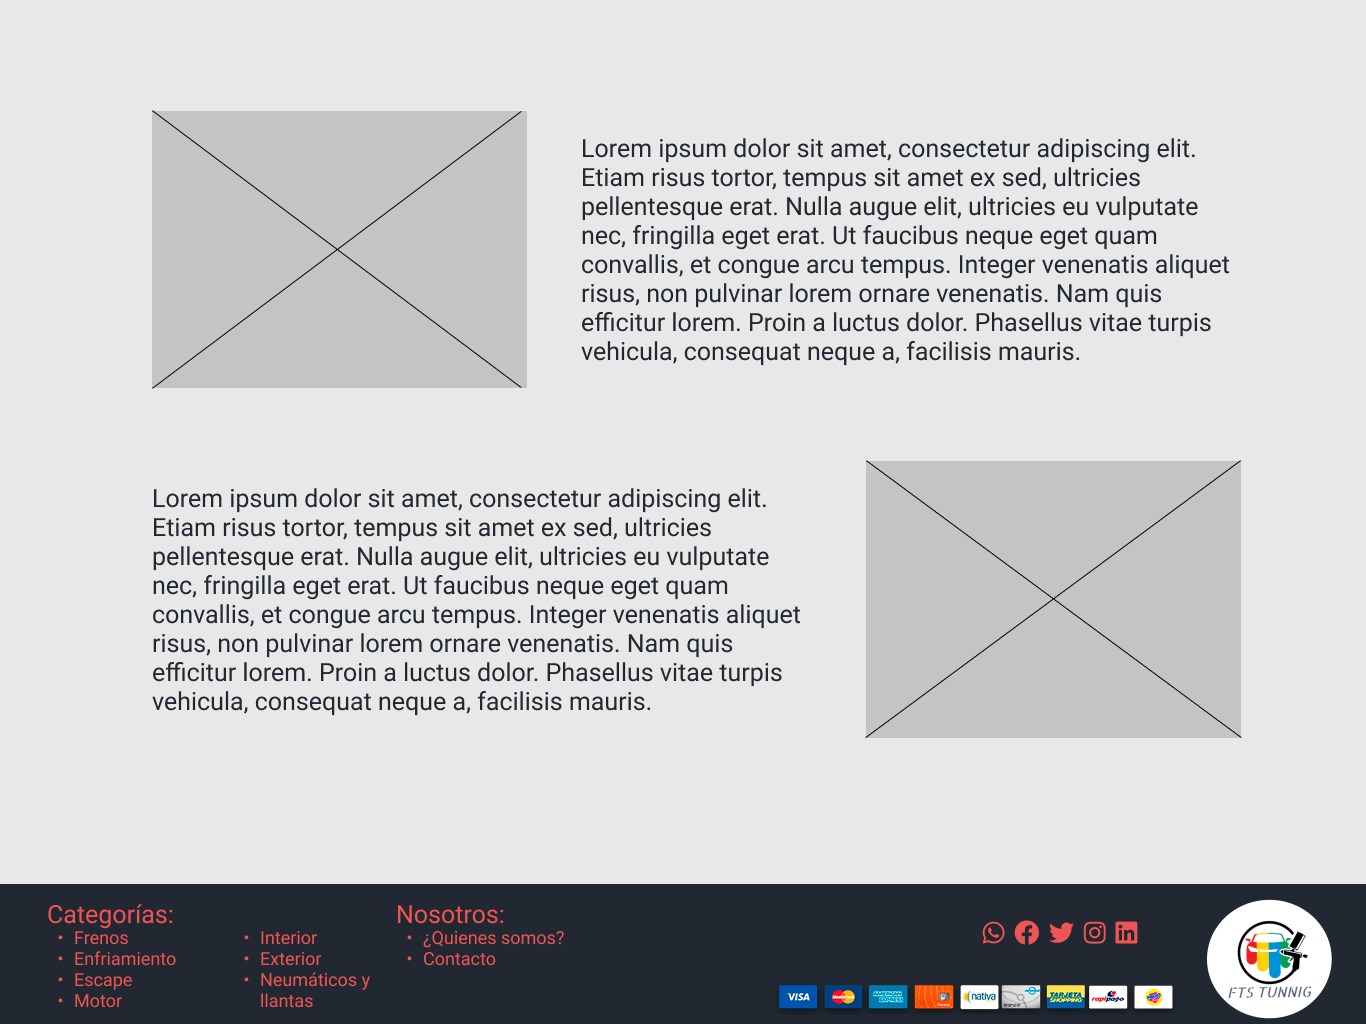 Lorem ipsum dolor sit amet, consectetur adipiscing elit.
Etiam risus tortor, tempus sit amet ex sed, ultricies
pellentesque erat. Nulla augue elit, ultricies eu vulputate
nec, fringilla eget erat. Ut faucibus neque eget quam
convallis, et congue arcu tempus. Integer venenatis aliquet
risus, non pulvinar lorem ornare venenatis. Nam quis
efficitur lorem. Proin a luctus dolor. Phasellus vitae turpis
vehicula, consequat neque a, facilisis mauris.
Lorem ipsum dolor sit amet, consectetur adipiscing elit.
Etiam risus tortor, tempus sit amet ex sed, ultricies
pellentesque erat. Nulla augue elit, ultricies eu vulputate
nec, fringilla eget erat. Ut faucibus neque eget quam
convallis, et congue arcu tempus. Integer venenatis aliquet
risus, non pulvinar lorem ornare venenatis. Nam quis
efficitur lorem. Proin a luctus dolor. Phasellus vitae turpis
vehicula, consequat neque a, facilisis mauris.
Categorías:
• Frenos
• Enfriamiento
• Escape
• Motor
• Interior
• Exterior
• Neumáticos y
llantas
Nosotros:
• ¿Quienes somos?
• Contacto
VISA
MasterCard
AMERICAN EXPRESS
nativa
TARJETA SHOPPING
rapipago
FTS TUNNIG